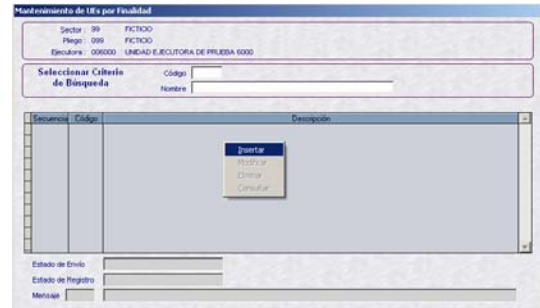 Mantenimiento de UEs por Finalidad
Sector : 99 FICTICIO
Pliego : 099 FICTICIO
Ejecutora : 006000 UNIDAD EJECUTORA DE PRUEBA 6000
Seleccionar Criterio de Búsqueda
Código
Nombre
Secuencia Código Descripción
Insertar
Modificar
Eliminar
Consultar
Estado de Envío
Estado de Registro
Mensaje